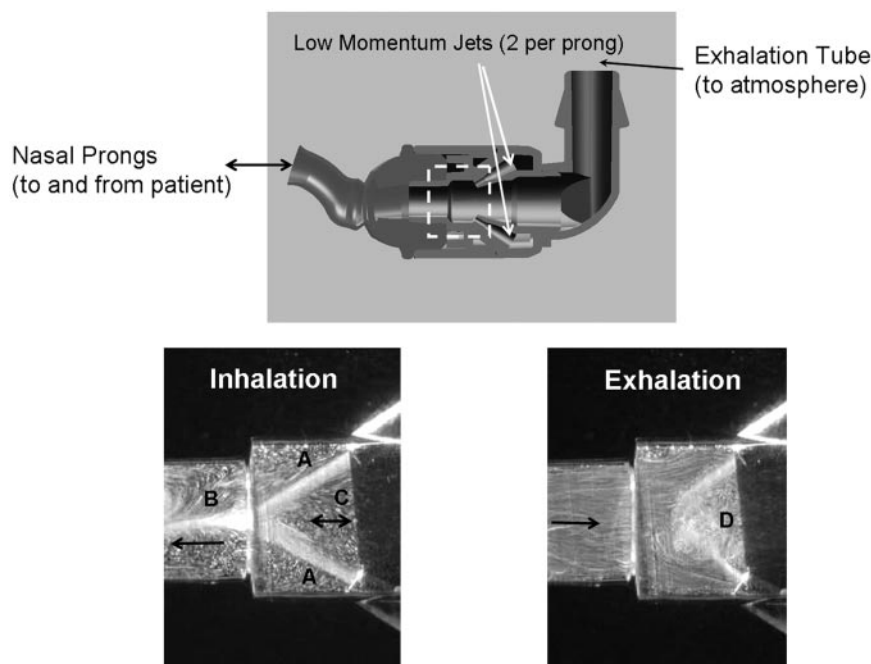 Low Momentum Jets (2 per prong)
Exhalation Tube
(to atmosphere)
Nasal Prongs
(to and from patient)
Inhalation
Exhalation
A
B
C
A
D